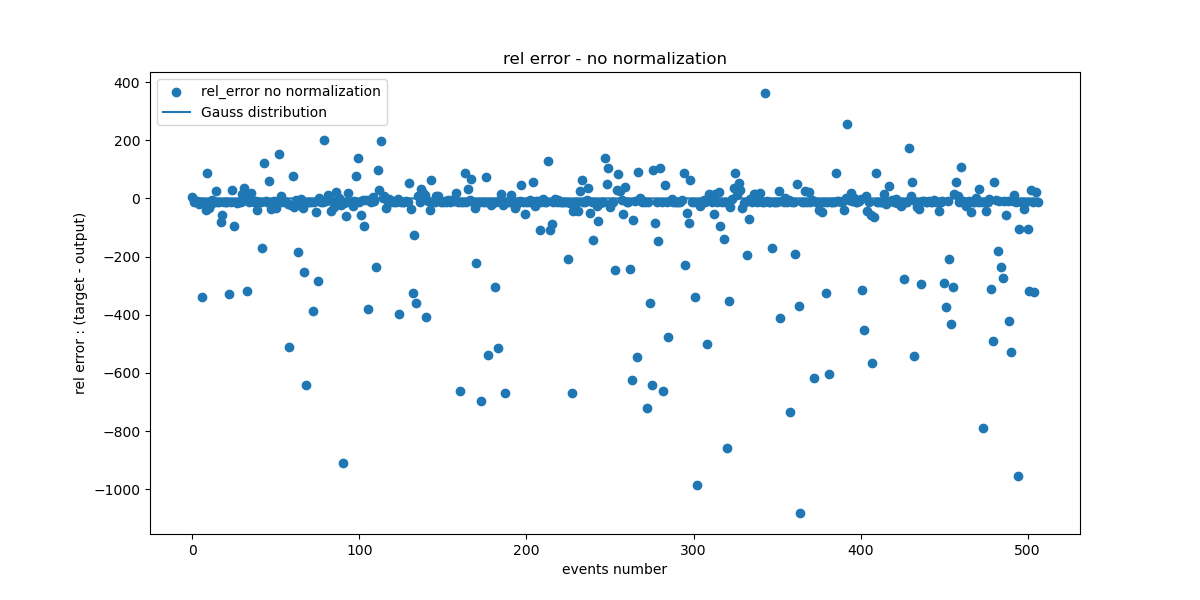 rel error - no normalization
400
200
0
−200
−400
−600
−800
−1000
rel error : (target - output)
rel_error no normalization
Gauss distribution
0 100 200 300 400 500
events number